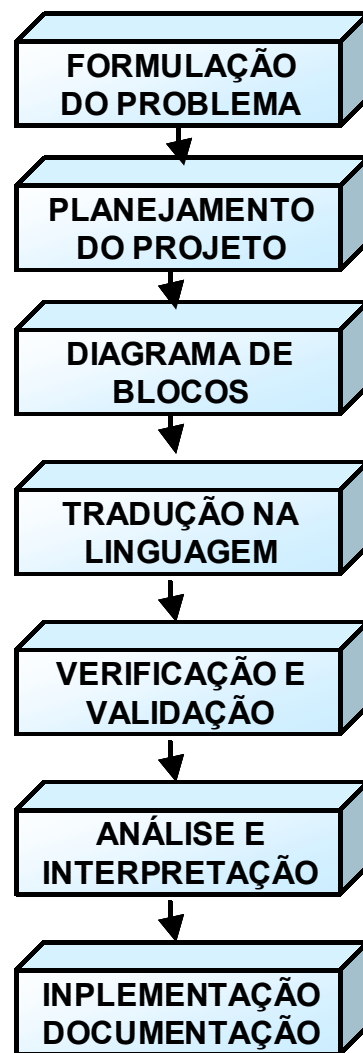 FORMULAÇÃO
DO PROBLEMA
PLANEJAMENTO
DO PROJETO
DIAGRAMA DE
BLOCOS
TRADUÇÃO NA
LINGUAGEM
VERIFICAÇÃO E
VALIDAÇÃO
ANÁLISE E
INTERPRETAÇÃO
INPLEMENTAÇÃO
DOCUMENTAÇÃO